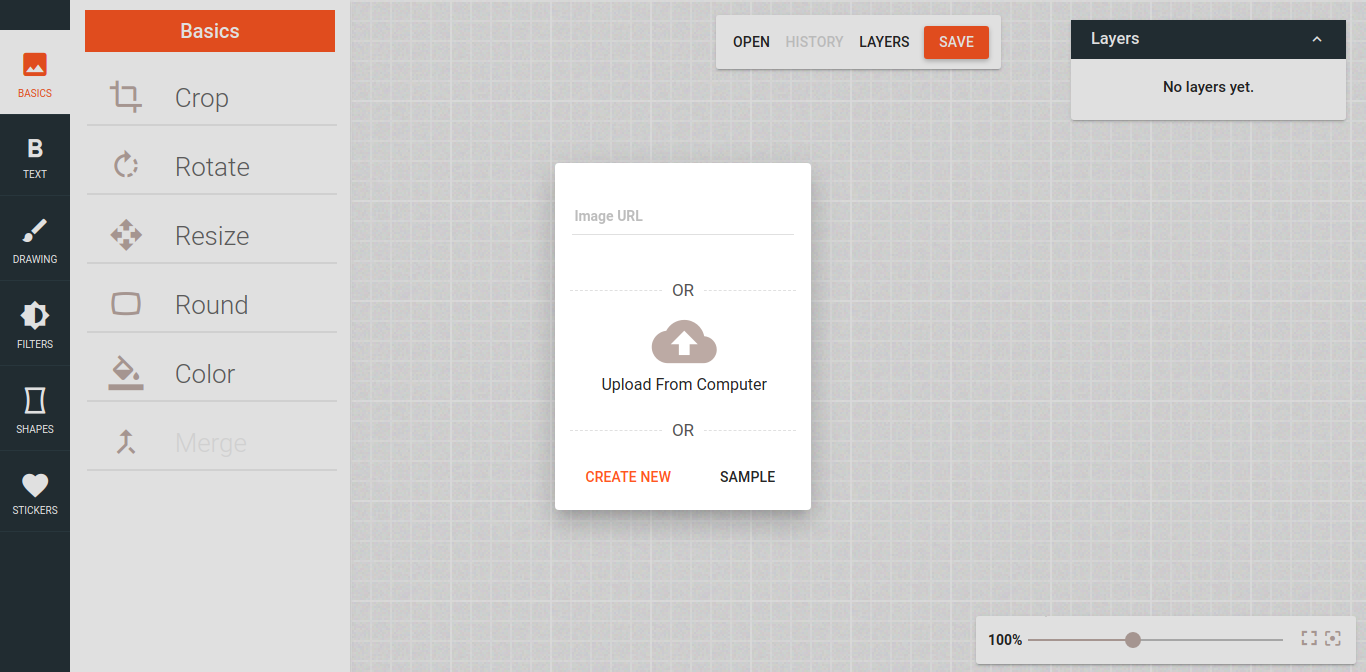 BASICS
TEXT
DRAWING
FILTERS
SHAPES
STICKERS
Basics
Crop
Rotate
Resize
Round
Color
Merge
OPEN HISTORY LAYERS SAVE
Layers
No layers yet.
Image URL
OR
Upload From Computer
OR
CREATE NEW SAMPLE
100%